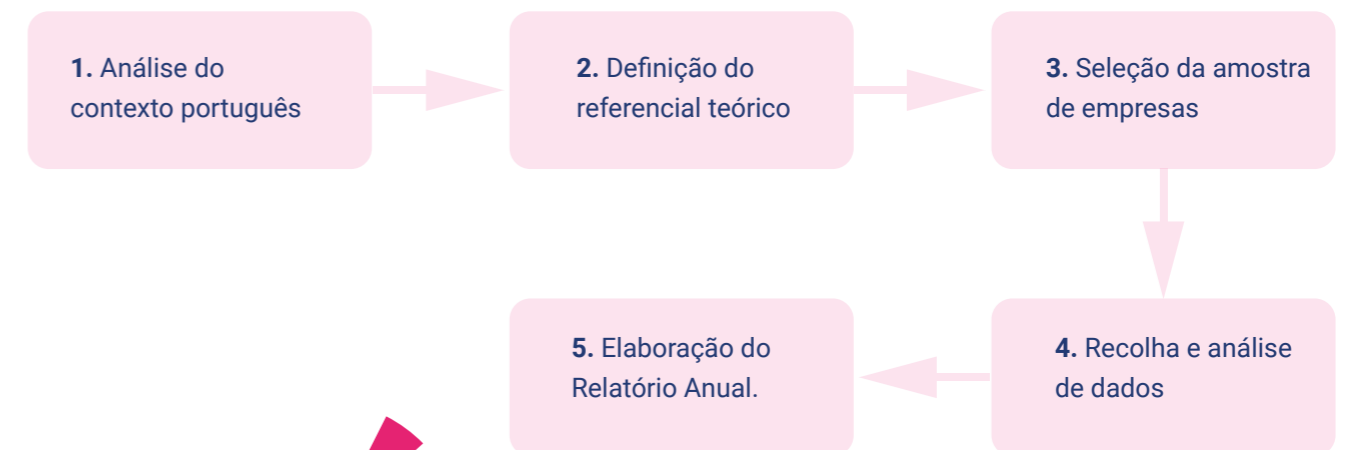 1. Análise do
contexto português
2. Definição do
referencial teórico
3. Seleção da amostra
de empresas
4. Recolha e análise
de dados
5. Elaboração do
Relatório Anual.